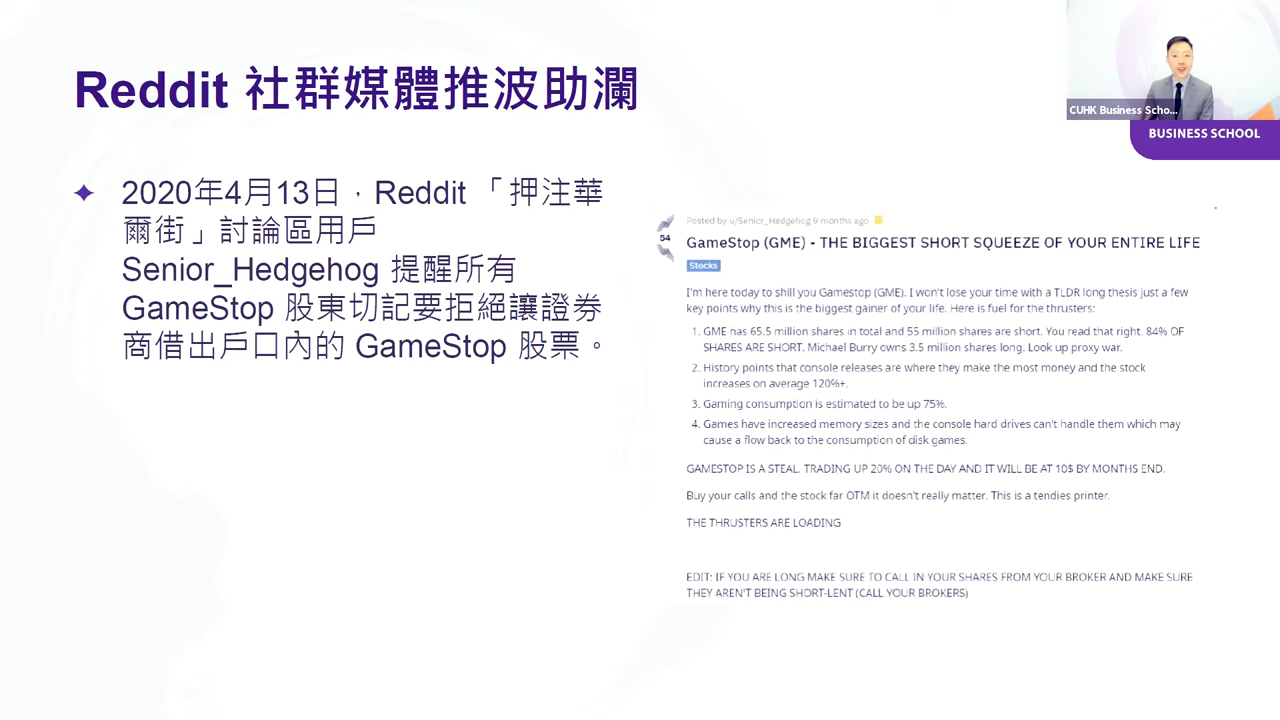 Reddit 社群媒體推波助瀾
CUHK Business Scho...
BUSINESS SCHOOL
2020年4月13日，Reddit 「押注華
爾街」討論區用戶
Senior_Hedgehog 提醒所有
GameStop 股東切記要拒絕讓證券
商借出戶口內的 GameStop 股票。
Posted by u/Senior_Hedgehog 9 months ago
54
GameStop (GME) - THE BIGGEST SHORT SQUEEZE OF YOUR ENTIRE LIFE
Stocks
I'm here today to shill you Gamestop (GME). I won't lose your time with a TLDR long thesis just a few
key points why this is the biggest gainer of your life. Here is fuel for the thrusters:
1. GME has 65.5 million shares in total and 55 million shares are short. You read that right. 84% OF
SHARES ARE SHORT. Michael Burry owns 3.5 million shares long. Look up proxy war.
2. History points that console releases are where they make the most money and the stock
increases on average 120%+.
3. Gaming consumption is estimated to be up 75%.
4. Games have increased memory sizes and the console hard drives can't handle them which may
cause a flow back to the consumption of disk games.
GAMESTOP IS A STEAL. TRADING UP 20% ON THE DAY AND IT WILL BE AT 10$ BY MONTHS END.
Buy your calls and the stock far OTM it doesn't really matter. This is a tendies printer.
THE THRUSTERS ARE LOADING
EDIT: IF YOU ARE LONG MAKE SURE TO CALL IN YOUR SHARES FROM YOUR BROKER AND MAKE SURE
THEY AREN'T BEING SHORT-LENT (CALL YOUR BROKERS)